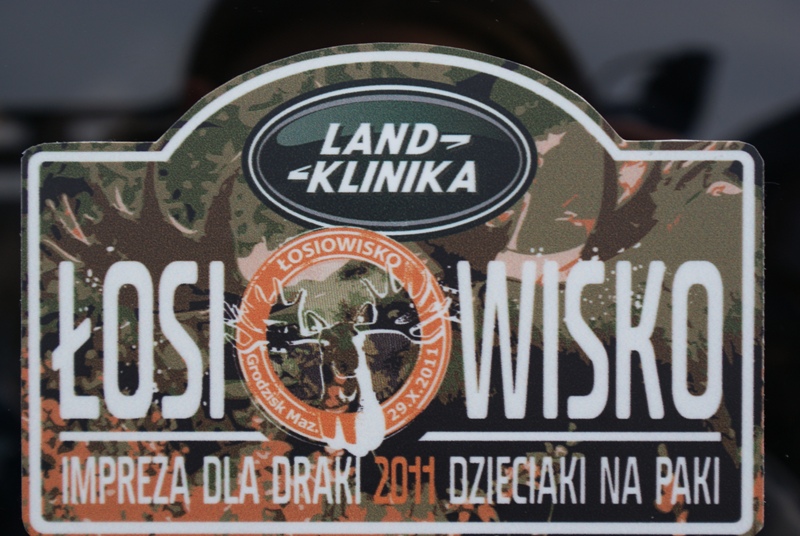 LAND-
-KLINIKA
ŁOSIOWISKO
ŁOSI WISKO
Grodzisk Maz. 29.X.2011
IMPREZA DLA DRAKI 2011 DZIECIAKI NA PAKI